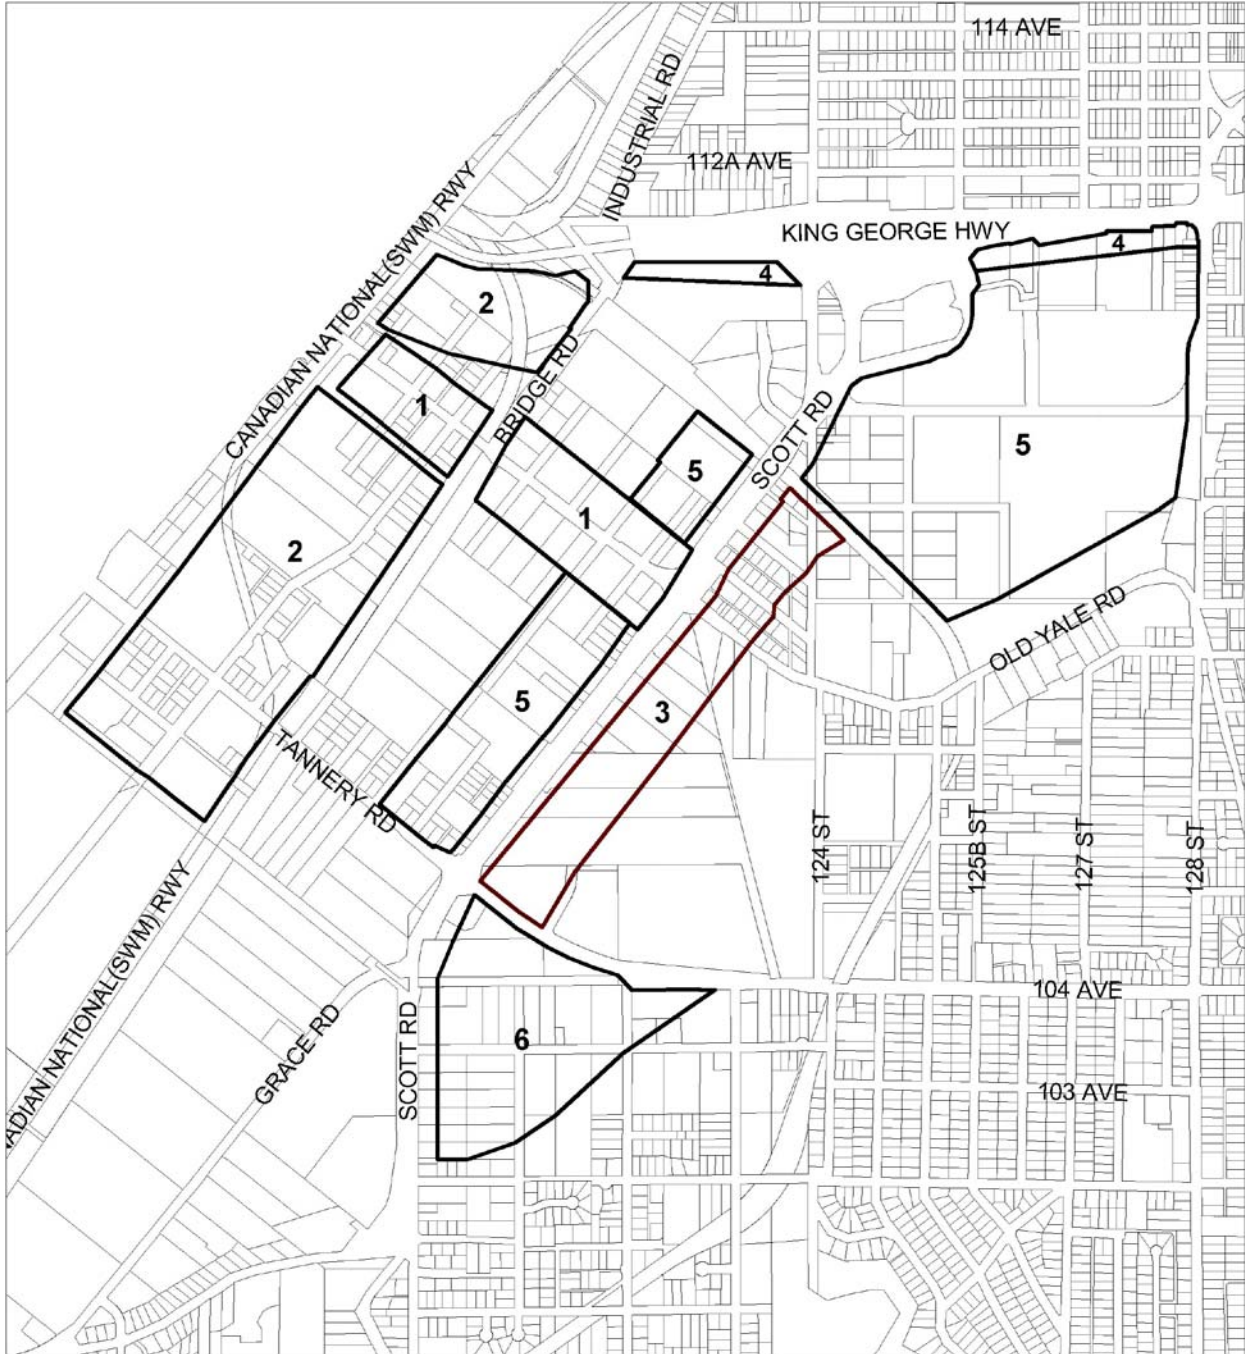 114 AVE
INDUSTRIAL RD
112A AVE
CANADIAN NATIONAL(SWM) RWY
KING GEORGE HWY
4
4
2
BRIDGE RD
1
SCOTT RD
5
5
1
2
OLD YALE RD
5
3
TANNERY RD
124 ST
125B ST
127 ST
128 ST
ADIAN NATIONAL(SWM) RWY
104 AVE
GRACE RD
SCOTT RD
6
103 AVE